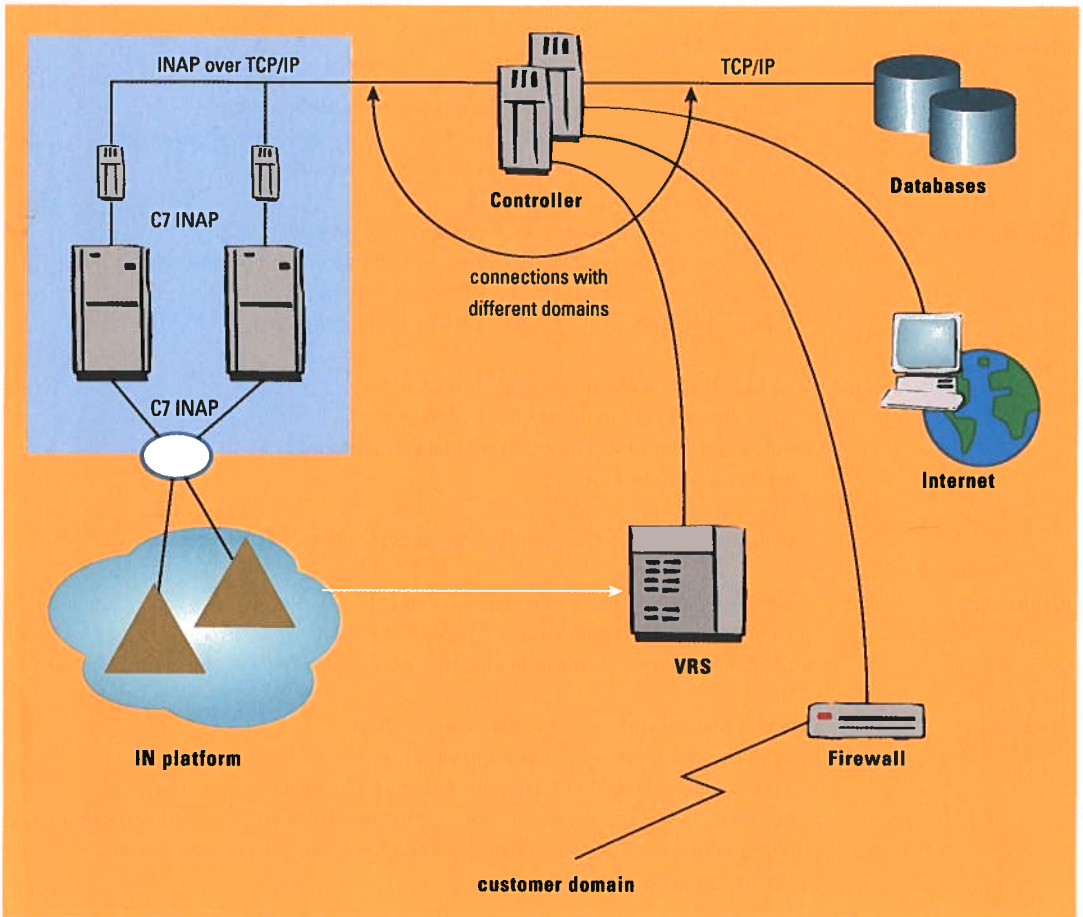 INAP over TCP/IP
TCP/IP
C7 INAP
Controller
Databases
connections with
different domains
C7 INAP
Internet
VRS
IN platform
Firewall
customer domain